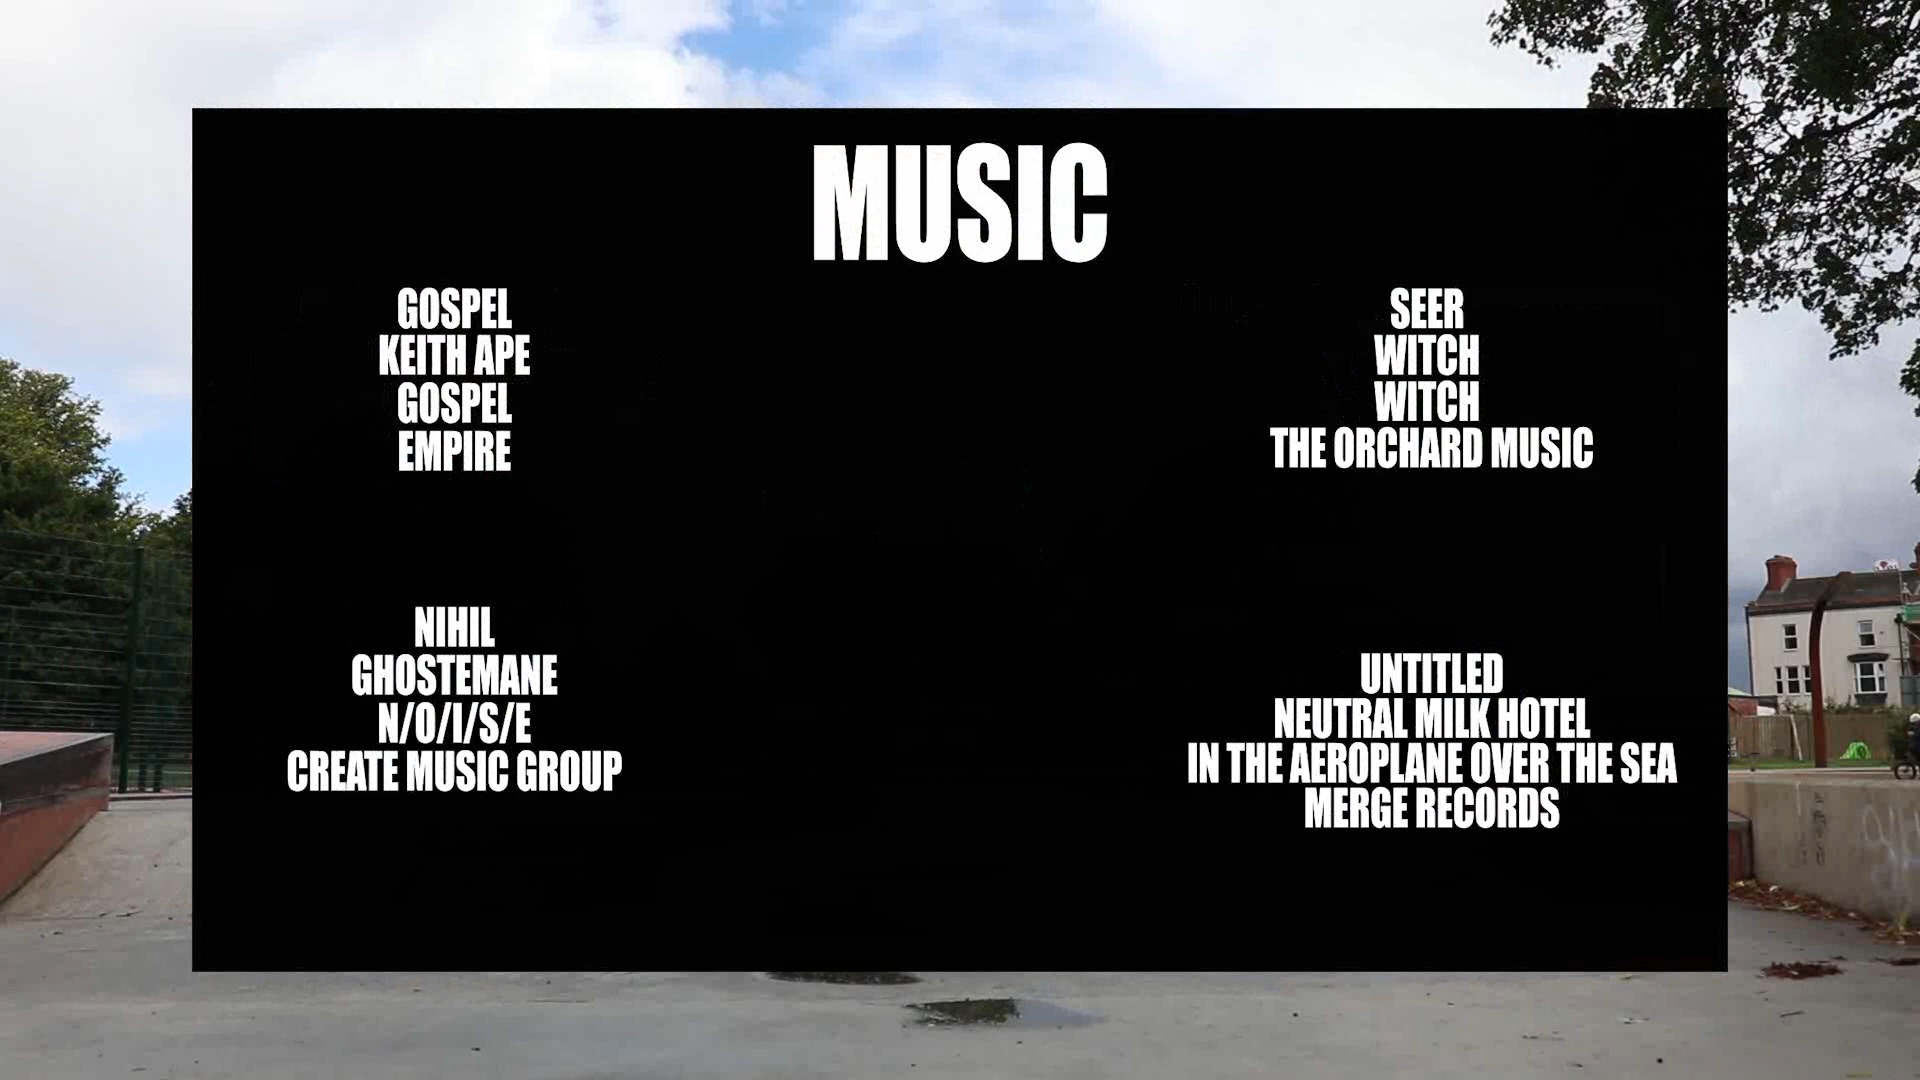 MUSIC
GOSPEL
KEITH APE
GOSPEL
EMPIRE
SEER
WITCH
WITCH
THE ORCHARD MUSIC
NIHIL
GHOSTEMANE
N/O/I/S/E
CREATE MUSIC GROUP
UNTITLED
NEUTRAL MILK HOTEL
IN THE AEROPLANE OVER THE SEA
MERGE RECORDS